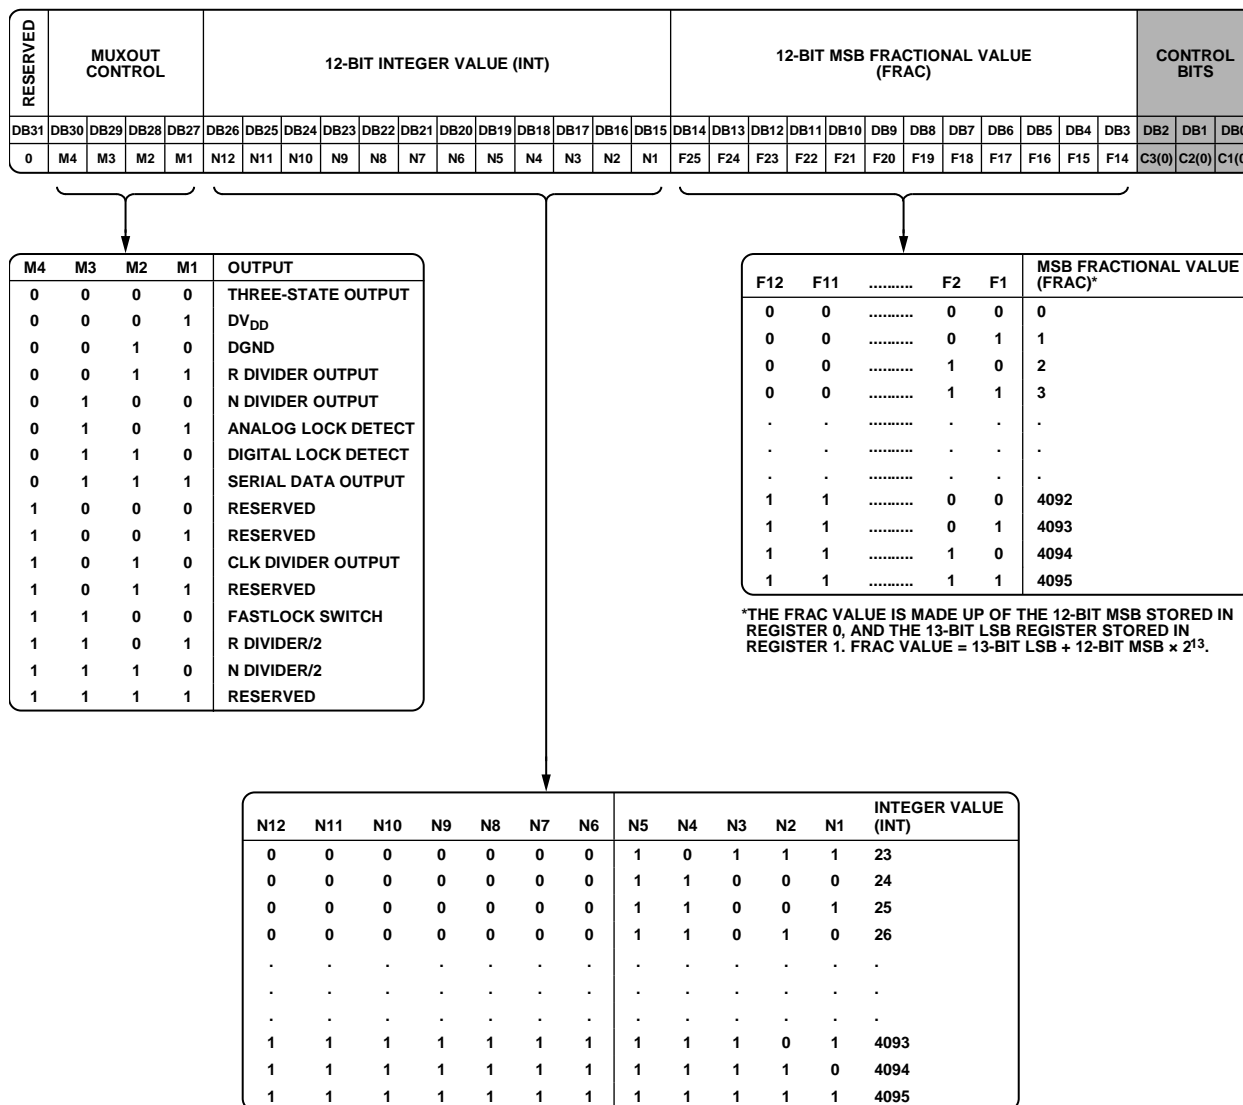 RESERVED
MUXOUT
CONTROL
12-BIT INTEGER VALUE (INT)
12-BIT MSB FRACTIONAL VALUE
(FRAC)
CONTROL
BITS
DB31 DB30 DB29 DB28 DB27 DB26 DB25 DB24 DB23 DB22 DB21 DB20 DB19 DB18 DB17 DB16 DB15 DB14 DB13 DB12 DB11 DB10 DB9 DB8 DB7 DB6 DB5 DB4 DB3 DB2 DB1 DB0
0 M4 M3 M2 M1 N12 N11 N10 N9 N8 N7 N6 N5 N4 N3 N2 N1 F25 F24 F23 F22 F21 F20 F19 F18 F17 F16 F15 F14 C3(0) C2(0) C1(0
M4 M3 M2 M1 OUTPUT
0 0 0 0 THREE-STATE OUTPUT
0 0 0 1 DVDD
0 0 1 0 DGND
0 0 1 1 R DIVIDER OUTPUT
0 1 0 0 N DIVIDER OUTPUT
0 1 0 1 ANALOG LOCK DETECT
0 1 1 0 DIGITAL LOCK DETECT
0 1 1 1 SERIAL DATA OUTPUT
1 0 0 0 RESERVED
1 0 0 1 RESERVED
1 0 1 0 CLK DIVIDER OUTPUT
1 0 1 1 RESERVED
1 1 0 0 FASTLOCK SWITCH
1 1 0 1 R DIVIDER/2
1 1 1 0 N DIVIDER/2
1 1 1 1 RESERVED
F12 F11 .......... F2 F1 MSB FRACTIONAL VALUE
(FRAC)*
0 0 .......... 0 0 0
0 0 .......... 0 1 1
0 0 .......... 1 0 2
0 0 .......... 1 1 3
. . .......... . . .
. . .......... . . .
. . .......... . . .
1 1 .......... 0 0 4092
1 1 .......... 0 1 4093
1 1 .......... 1 0 4094
1 1 .......... 1 1 4095
*THE FRAC VALUE IS MADE UP OF THE 12-BIT MSB STORED IN
REGISTER 0, AND THE 13-BIT LSB REGISTER STORED IN
REGISTER 1. FRAC VALUE = 13-BIT LSB + 12-BIT MSB × 2¹³.
N12 N11 N10 N9 N8 N7 N6 N5 N4 N3 N2 N1 INTEGER VALUE
(INT)
0 0 0 0 0 0 0 1 0 1 1 1 23
0 0 0 0 0 0 0 1 1 0 0 0 24
0 0 0 0 0 0 0 1 1 0 0 1 25
0 0 0 0 0 0 0 1 1 0 1 0 26
. . . . . . . . . . . . .
. . . . . . . . . . . . .
. . . . . . . . . . . . .
1 1 1 1 1 1 1 1 1 1 0 1 4093
1 1 1 1 1 1 1 1 1 1 1 0 4094
1 1 1 1 1 1 1 1 1 1 1 1 4095